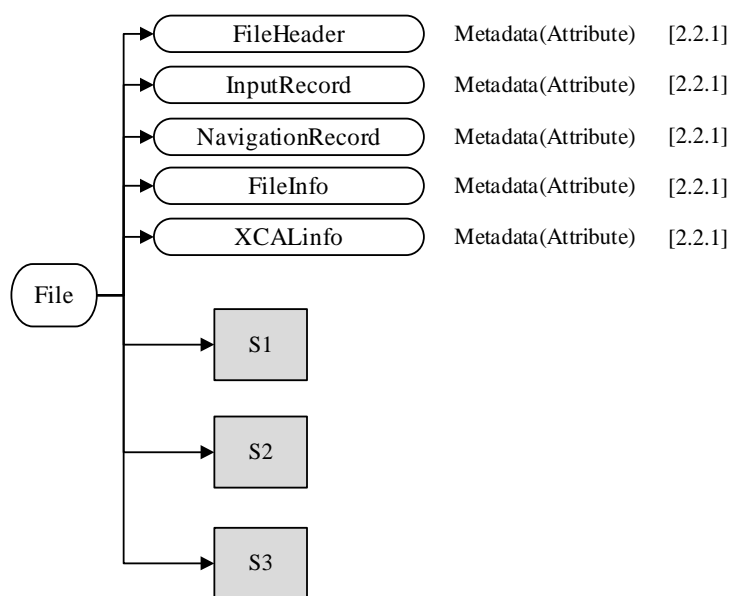 FileHeader Metadata(Attribute) [2.2.1]
InputRecord Metadata(Attribute) [2.2.1]
NavigationRecord Metadata(Attribute) [2.2.1]
FileInfo Metadata(Attribute) [2.2.1]
XCALinfo Metadata(Attribute) [2.2.1]
File
S1
S2
S3